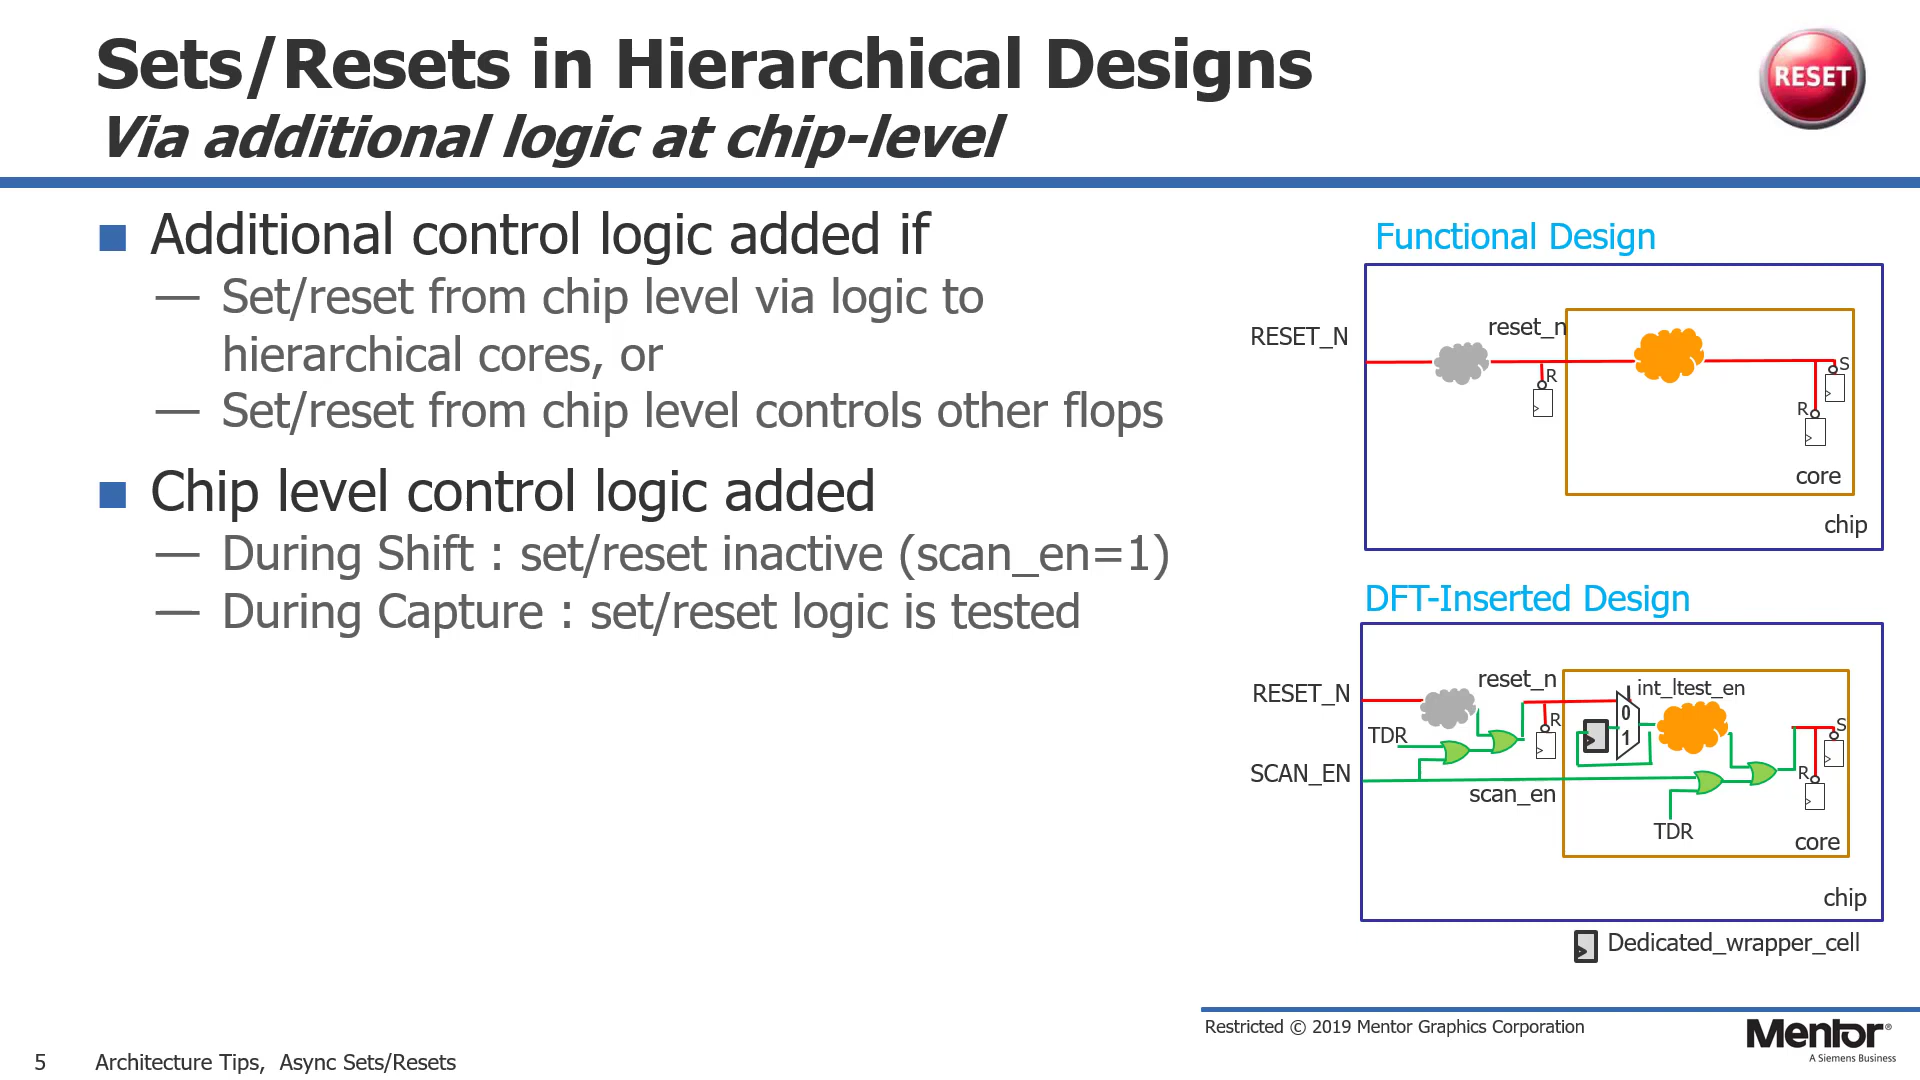 Sets/Resets in Hierarchical Designs
Via additional logic at chip-level
RESET
Additional control logic added if
— Set/reset from chip level via logic to
hierarchical cores, or
— Set/reset from chip level controls other flops
Chip level control logic added
— During Shift : set/reset inactive (scan_en=1)
— During Capture : set/reset logic is tested
Functional Design
RESET_N
reset_n
R
S
R
core
chip
DFT-Inserted Design
RESET_N
reset_n
int_ltest_en
TDR
R
0
1
S
R
SCAN_EN
scan_en
TDR
core
chip
Dedicated_wrapper_cell
Restricted © 2019 Mentor Graphics Corporation
Mentor®
A Siemens Business
5 Architecture Tips, Async Sets/Resets